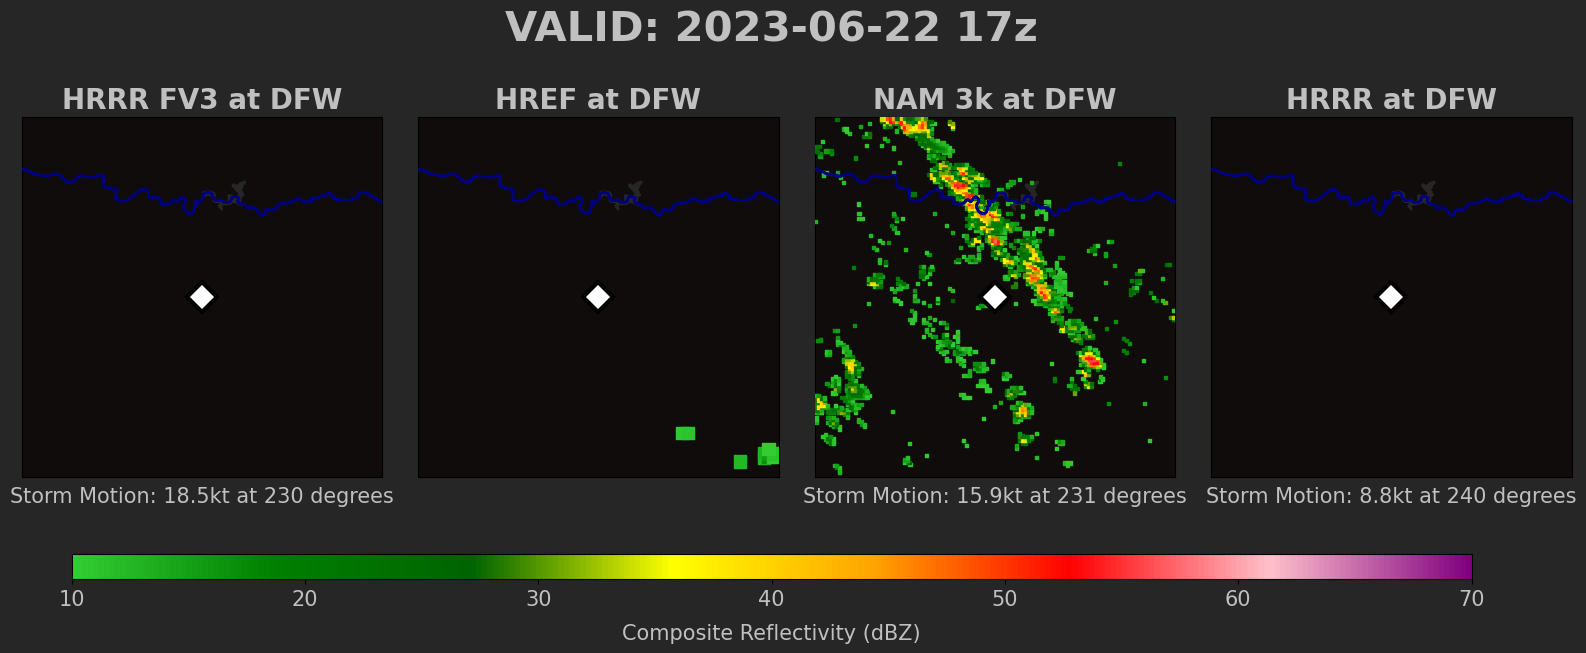 VALID: 2023-06-22 17z
HRRR FV3 at DFW
HREF at DFW
NAM 3k at DFW
HRRR at DFW
Storm Motion: 18.5kt at 230 degrees
Storm Motion: 15.9kt at 231 degrees
Storm Motion: 8.8kt at 240 degrees
10 20 30 40 50 60 70
Composite Reflectivity (dBZ)